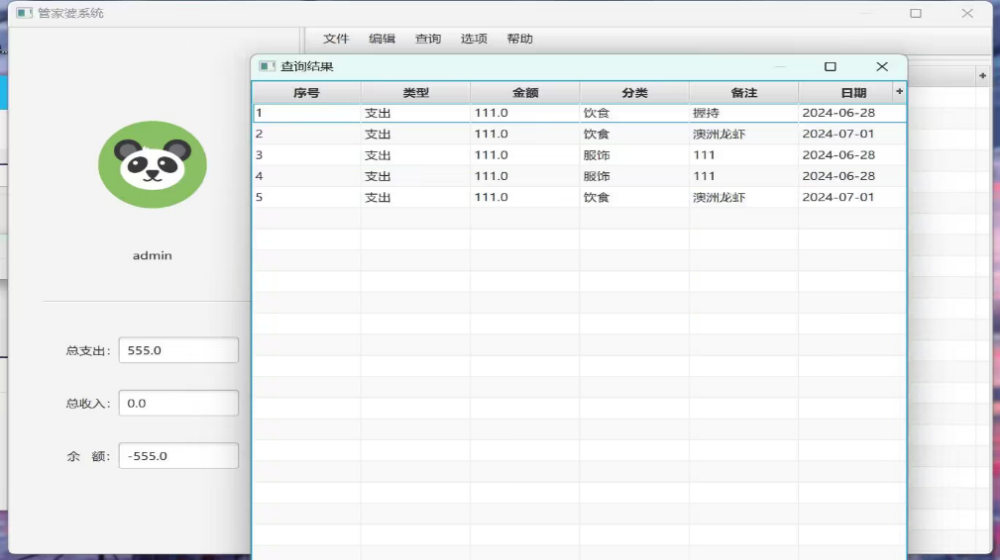 管家婆系统
文件 编辑 查询 选项 帮助
查询结果
序号 类型 金额 分类 备注 日期 +
1 支出 111.0 饮食 握持 2024-06-28
2 支出 111.0 饮食 澳洲龙虾 2024-07-01
3 支出 111.0 服饰 111 2024-06-28
4 支出 111.0 服饰 111 2024-06-28
5 支出 111.0 饮食 澳洲龙虾 2024-07-01
admin
总支出: 555.0
总收入: 0.0
余 额: -555.0